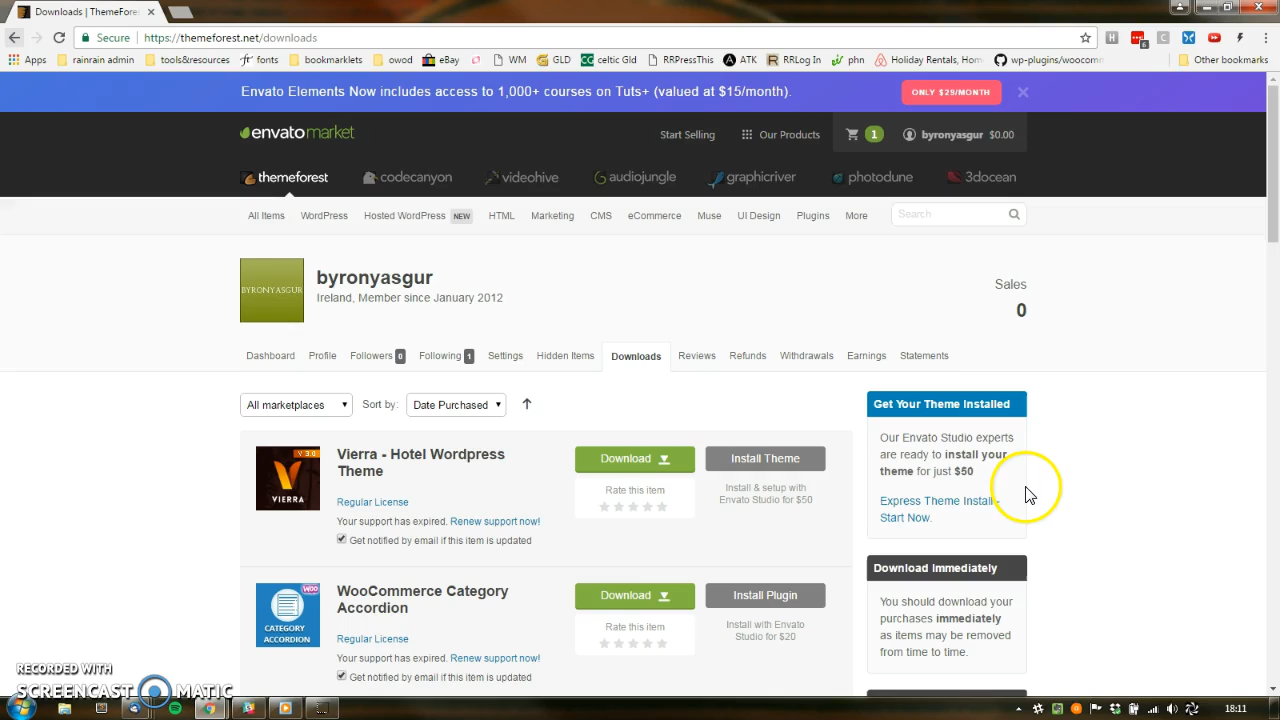 Downloads | ThemeFore
Secure https://themeforest.net/downloads
Apps rainrain admin tools&resources fonts bookmarklets owod eBay WM GLD celtic Gld RRPressThis ATK RRLog In phn Holiday Rentals, Hom wp-plugins/woocomm Other bookmarks
Envato Elements Now includes access to 1,000+ courses on Tuts+ (valued at $15/month). ONLY $29/MONTH
envatomarket
Start Selling Our Products 1 byronyasgur $0.00
themeforest codecanyon videohive audiojungle graphicriver photodune 3docean
All Items WordPress Hosted WordPress NEW HTML Marketing CMS eCommerce Muse UI Design Plugins More Search
BYRONYASGUR
byronyasgur
Ireland, Member since January 2012
Sales
0
Dashboard Profile Followers 0 Following 1 Settings Hidden Items Downloads Reviews Refunds Withdrawals Earnings Statements
All marketplaces Sort by: Date Purchased
V 3.0
VIERRA
Vierra - Hotel Wordpress
Theme
Regular License
Your support has expired. Renew support now!
Get notified by email if this item is updated
Download
Rate this item
Install Theme
Install & setup with
Envato Studio for $50
WOO
CATEGORY
ACCORDION
WooCommerce Category
Accordion
Regular License
Your support has expired. Renew support now!
Get notified by email if this item is updated
Download
Rate this item
Install Plugin
Install with Envato
Studio for $20
Get Your Theme Installed
Our Envato Studio experts
are ready to install your
theme for just $50
Express Theme Install -
Start Now.
Download Immediately
You should download your
purchases immediately
as items may be removed
from time to time.
RECORDED WITH
SCREENCAST MATIC
18:11